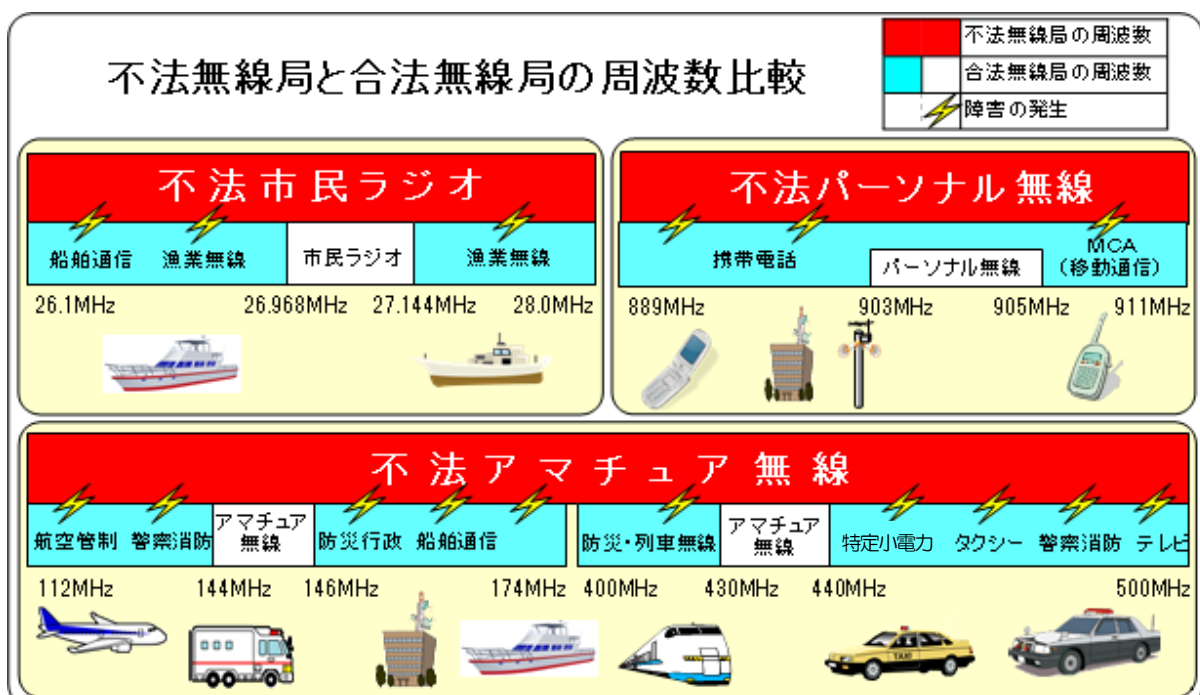 不法無線局と合法無線局の周波数比較
不法無線局の周波数
合法無線局の周波数
障害の発生
不法市民ラジオ
船舶通信 漁業無線 市民ラジオ 漁業無線
26.1MHz 26.968MHz 27.144MHz 28.0MHz
不法パーソナル無線
携帯電話 パーソナル無線 MCA
(移動通信)
889MHz 903MHz 905MHz 911MHz
不法アマチュア無線
航空管制 警察消防 アマチュア
無線 防災行政 船舶通信 防災・列車無線 アマチュア
無線 特定小電力 タクシー 警察消防 テレビ
112MHz 144MHz 146MHz 174MHz 400MHz 430MHz 440MHz 500MHz
TAXI